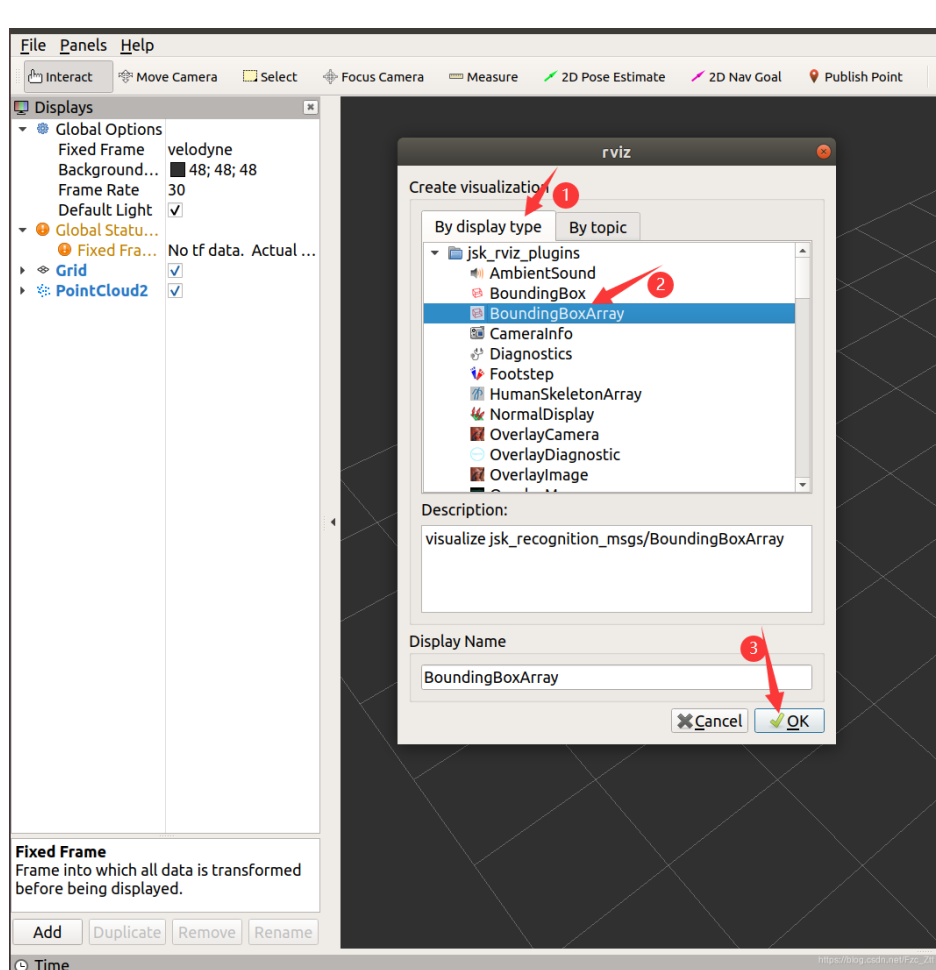 File Panels Help
Interact Move Camera Select Focus Camera Measure 2D Pose Estimate 2D Nav Goal Publish Point
Displays
Global Options
Fixed Frame velodyne
Backgroun... 48; 48; 48
Frame Rate 30
Default Light
Global Statu...
Fixed Fra... No tf data. Actual ...
Grid
PointCloud2
rviz
Create visualization
1
By display type By topic
jsk_rviz_plugins
AmbientSound
BoundingBox
2
BoundingBoxArray
CameraInfo
Diagnostics
Footstep
HumanSkeletonArray
NormalDisplay
OverlayCamera
OverlayDiagnostic
OverlayImage
Description:
visualize jsk_recognition_msgs/BoundingBoxArray
Display Name
3
BoundingBoxArray
Cancel OK
Fixed Frame
Frame into which all data is transformed
before being displayed.
Add Duplicate Remove Rename
Time